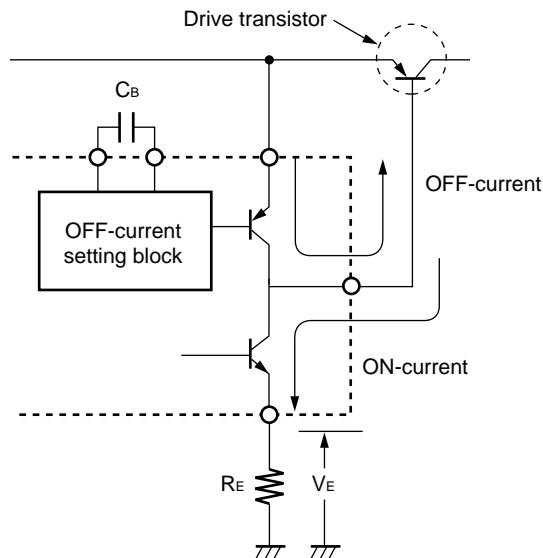 Drive transistor
CB
OFF-current
OFF-current
setting block
ON-current
RE
VE